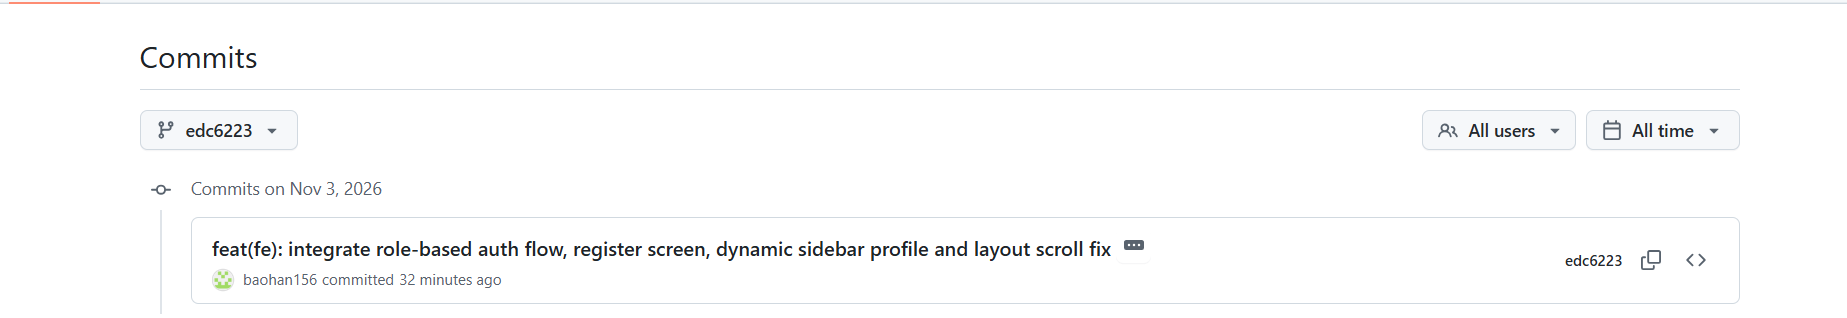 Commits
edc6223
All users
All time
Commits on Nov 3, 2026
feat(fe): integrate role-based auth flow, register screen, dynamic sidebar profile and layout scroll fix
edc6223
baohan156 committed 32 minutes ago